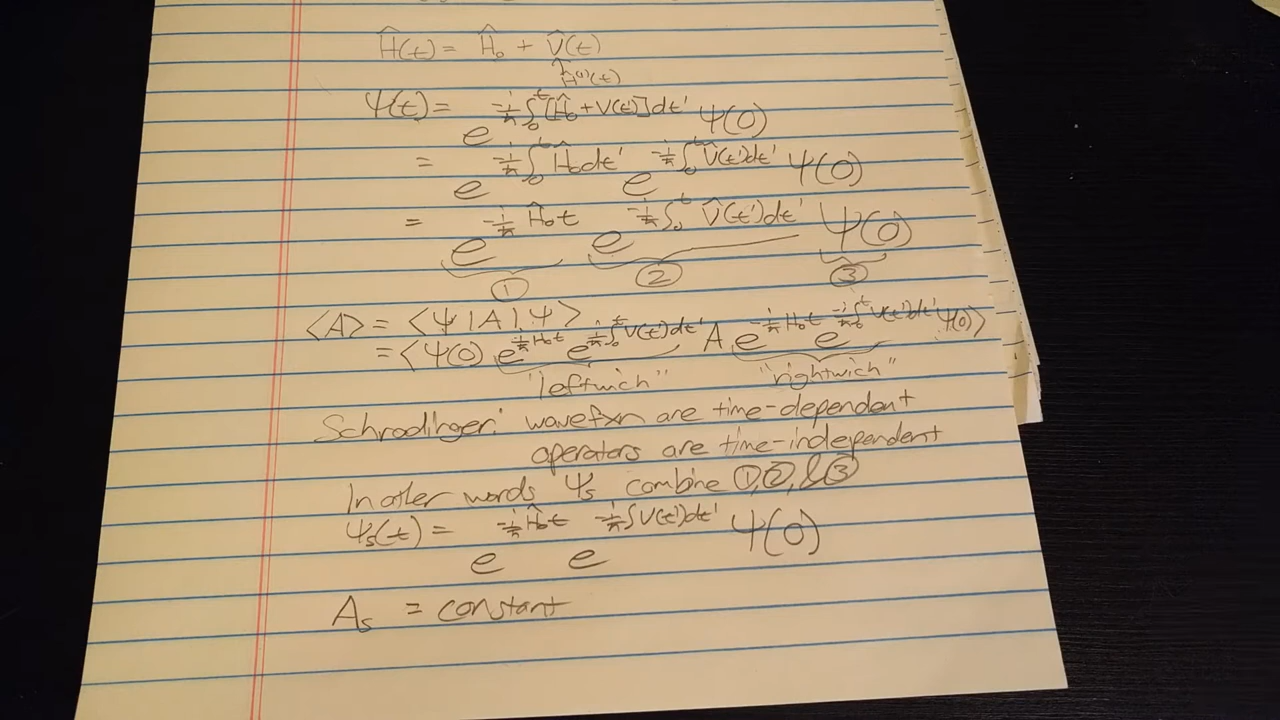 Ĥ(t) = Ĥ₀ + V̂(t)
Ĥ⁽¹⁾(t)
Ψ(t) = e^{-i/ħ ∫₀ᵗ [Ĥ₀ + V(t')]dt'} Ψ(0)
= e^{-i/ħ ∫₀ᵗ Ĥ₀dt'} e^{-i/ħ ∫₀ᵗ V̂(t')dt'} Ψ(0)
= e^{-i/ħ Ĥ₀t} e^{-i/ħ ∫₀ᵗ V̂(t')dt'} Ψ(0)
① ② ③
⟨A⟩ = ⟨Ψ|A|Ψ⟩
= ⟨Ψ(0) e^{i/ħ H₀t} e^{i/ħ ∫₀ᵗ V(t')dt'} A e^{-i/ħ H₀t} e^{-i/ħ ∫₀ᵗ V(t')dt'} Ψ(0)⟩
"leftwich" "rightwich"
Schrodinger: wavefxn are time-dependent
operators are time-independent
In other words Ψₛ combine ①,②,&③
Ψₛ(t) = e^{-i/ħ Ĥ₀t} e^{-i/ħ ∫V(t')dt'} Ψ(0)
Aₛ = constant